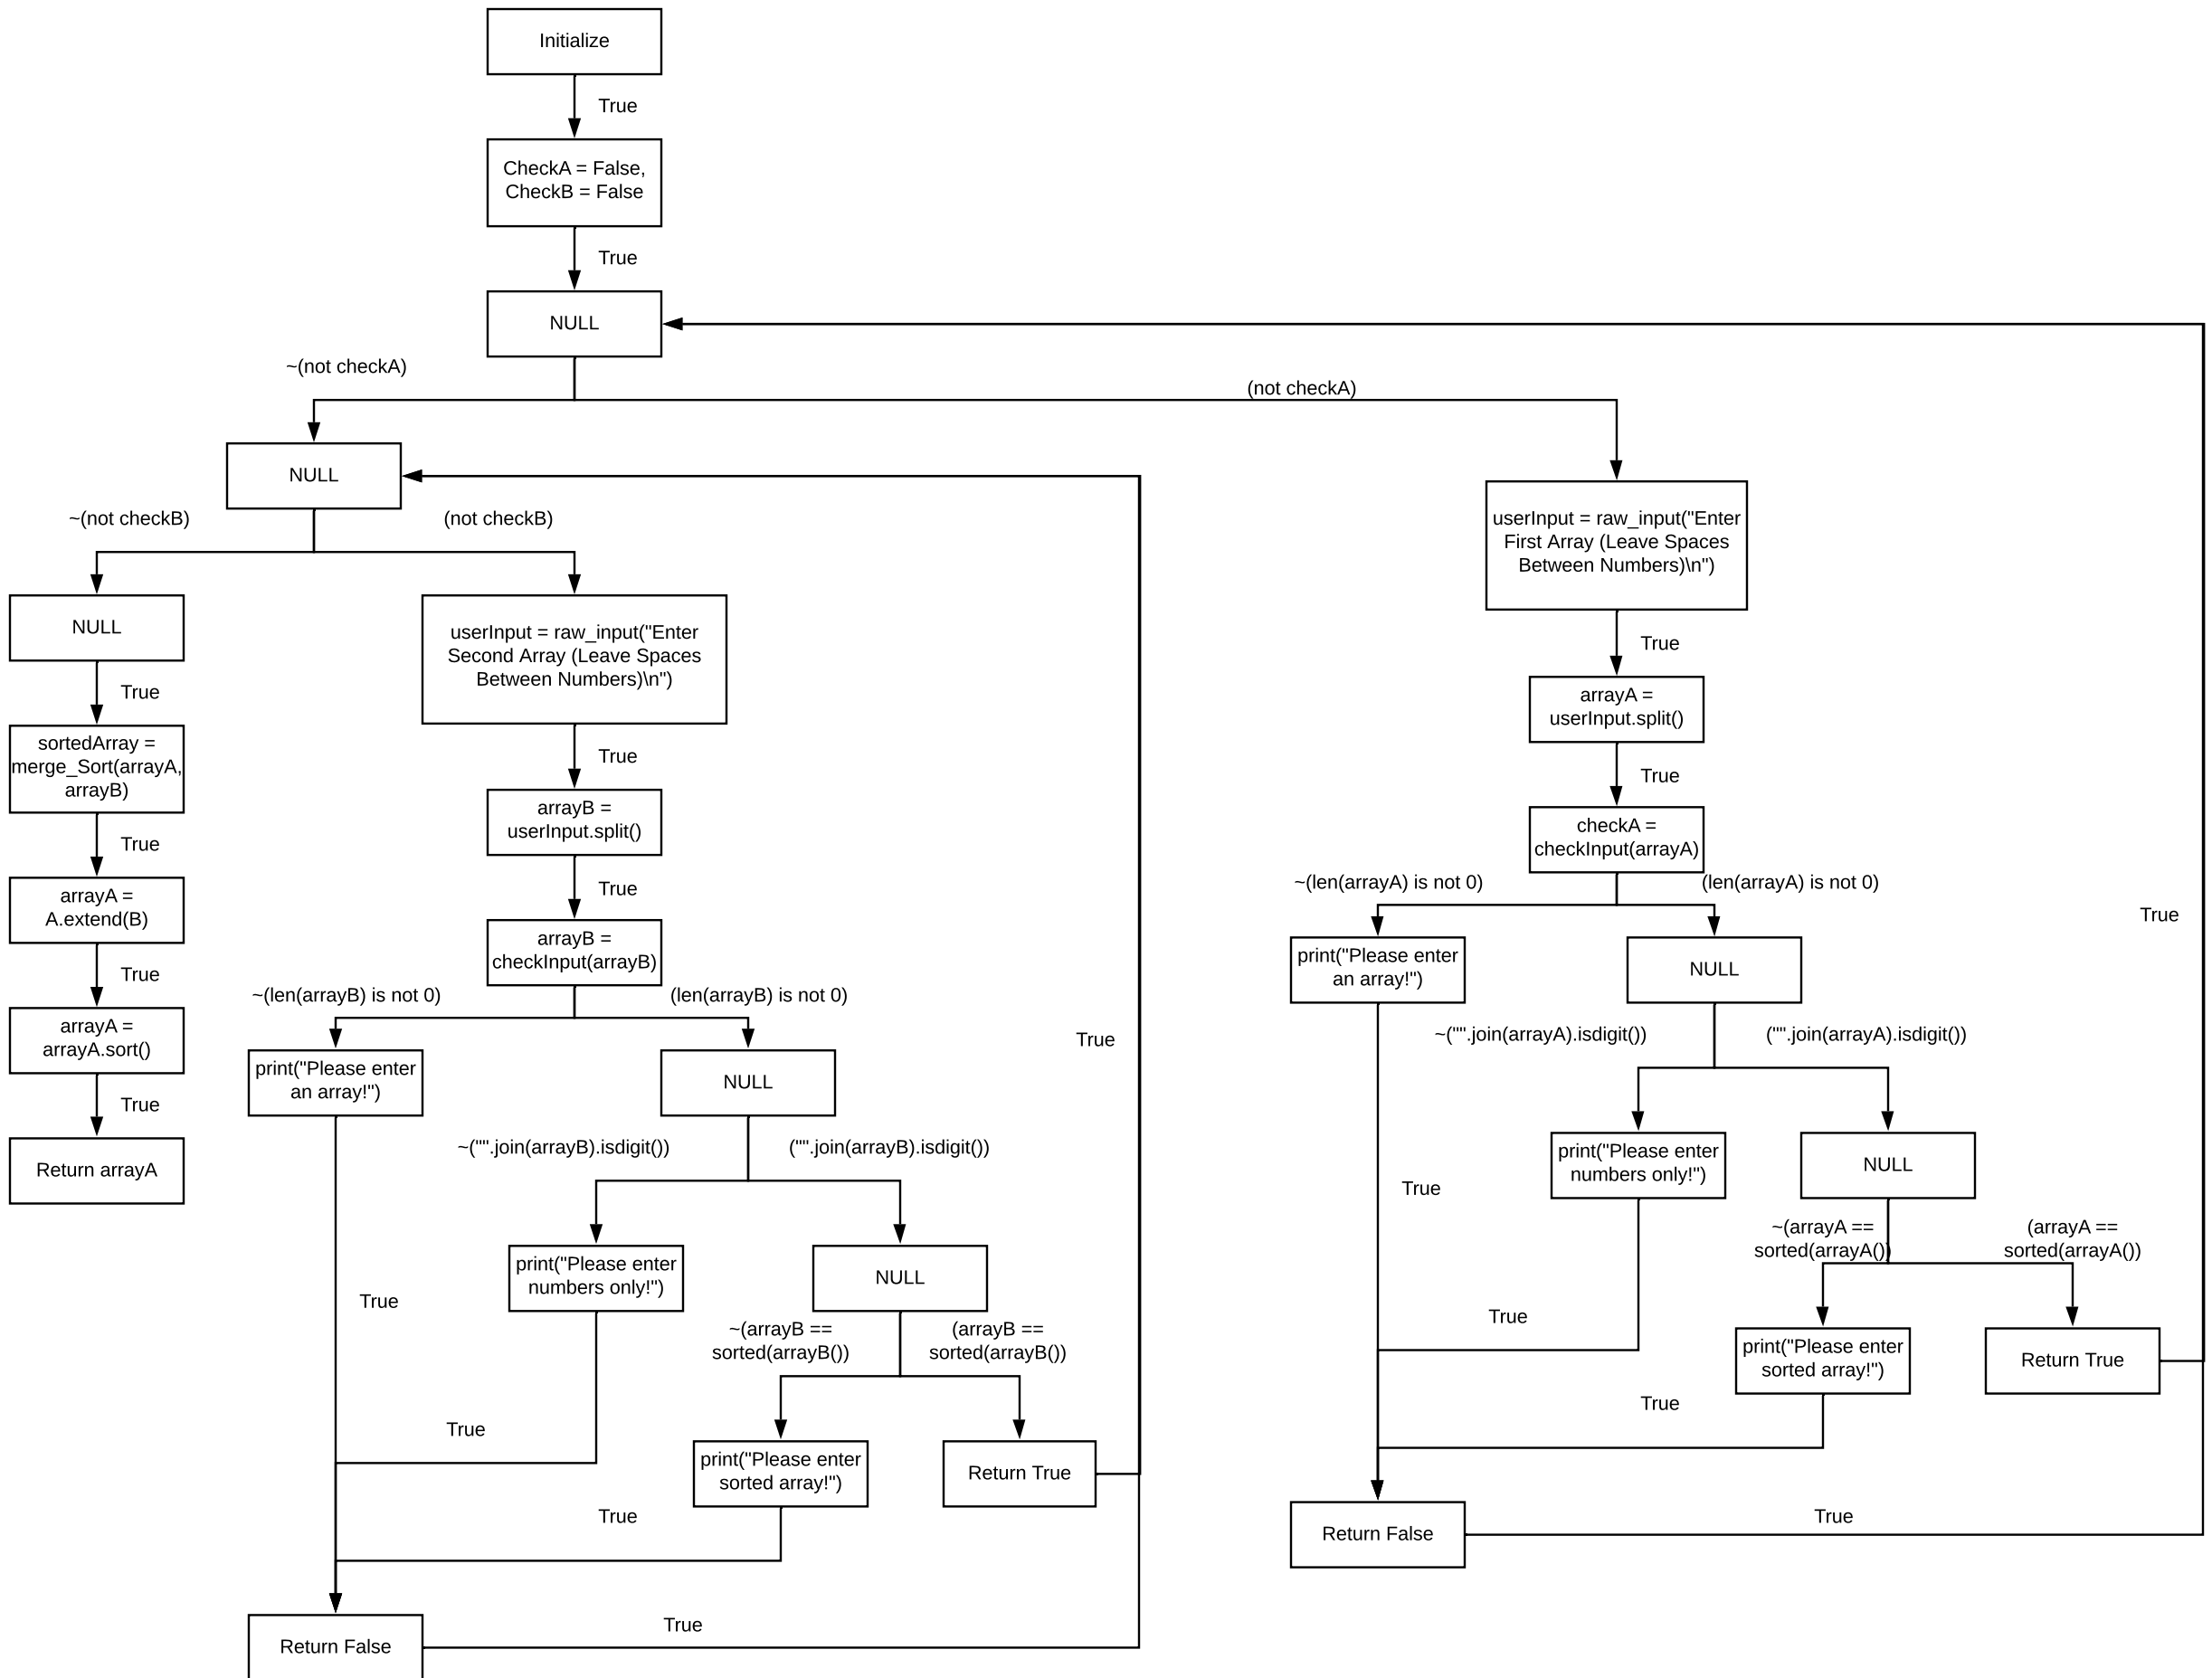 Initialize
True
CheckA = False,
CheckB = False
True
NULL
~(not checkA)
(not checkA)
NULL
~(not checkB)
(not checkB)
NULL
True
sortedArray =
merge_Sort(arrayA,
arrayB)
True
arrayA =
A.extend(B)
True
arrayA =
arrayA.sort()
True
Return arrayA
userInput = raw_input("Enter
Second Array (Leave Spaces
Between Numbers)\n")
True
arrayB =
userInput.split()
True
arrayB =
checkInput(arrayB)
~(len(arrayB) is not 0)
(len(arrayB) is not 0)
print("Please enter
an array!")
NULL
~("".join(arrayB).isdigit())
("".join(arrayB).isdigit())
True
print("Please enter
numbers only!")
NULL
True
~(arrayB ==
sorted(arrayB())
(arrayB ==
sorted(arrayB())
print("Please enter
sorted array!")
Return True
True
True
Return False
True
userInput = raw_input("Enter
First Array (Leave Spaces
Between Numbers)\n")
True
arrayA =
userInput.split()
True
checkA =
checkInput(arrayA)
~(len(arrayA) is not 0)
(len(arrayA) is not 0)
print("Please enter
an array!")
NULL
~("".join(arrayA).isdigit())
("".join(arrayA).isdigit())
True
print("Please enter
numbers only!")
NULL
True
~(arrayA ==
sorted(arrayA())
(arrayA ==
sorted(arrayA())
print("Please enter
sorted array!")
Return True
True
True
Return False
True